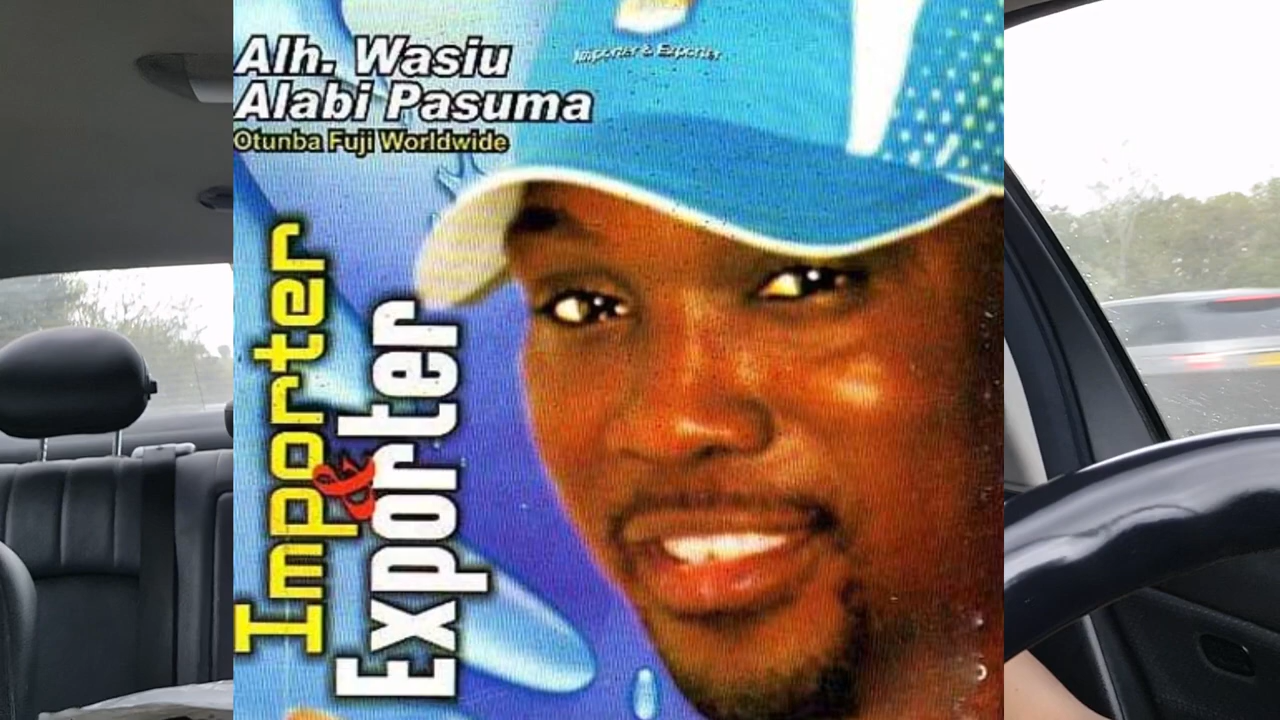 Importer & Exporter
Alh. Wasiu
Alabi Pasuma
Otunba Fuji Worldwide
Importer
&
Exporter